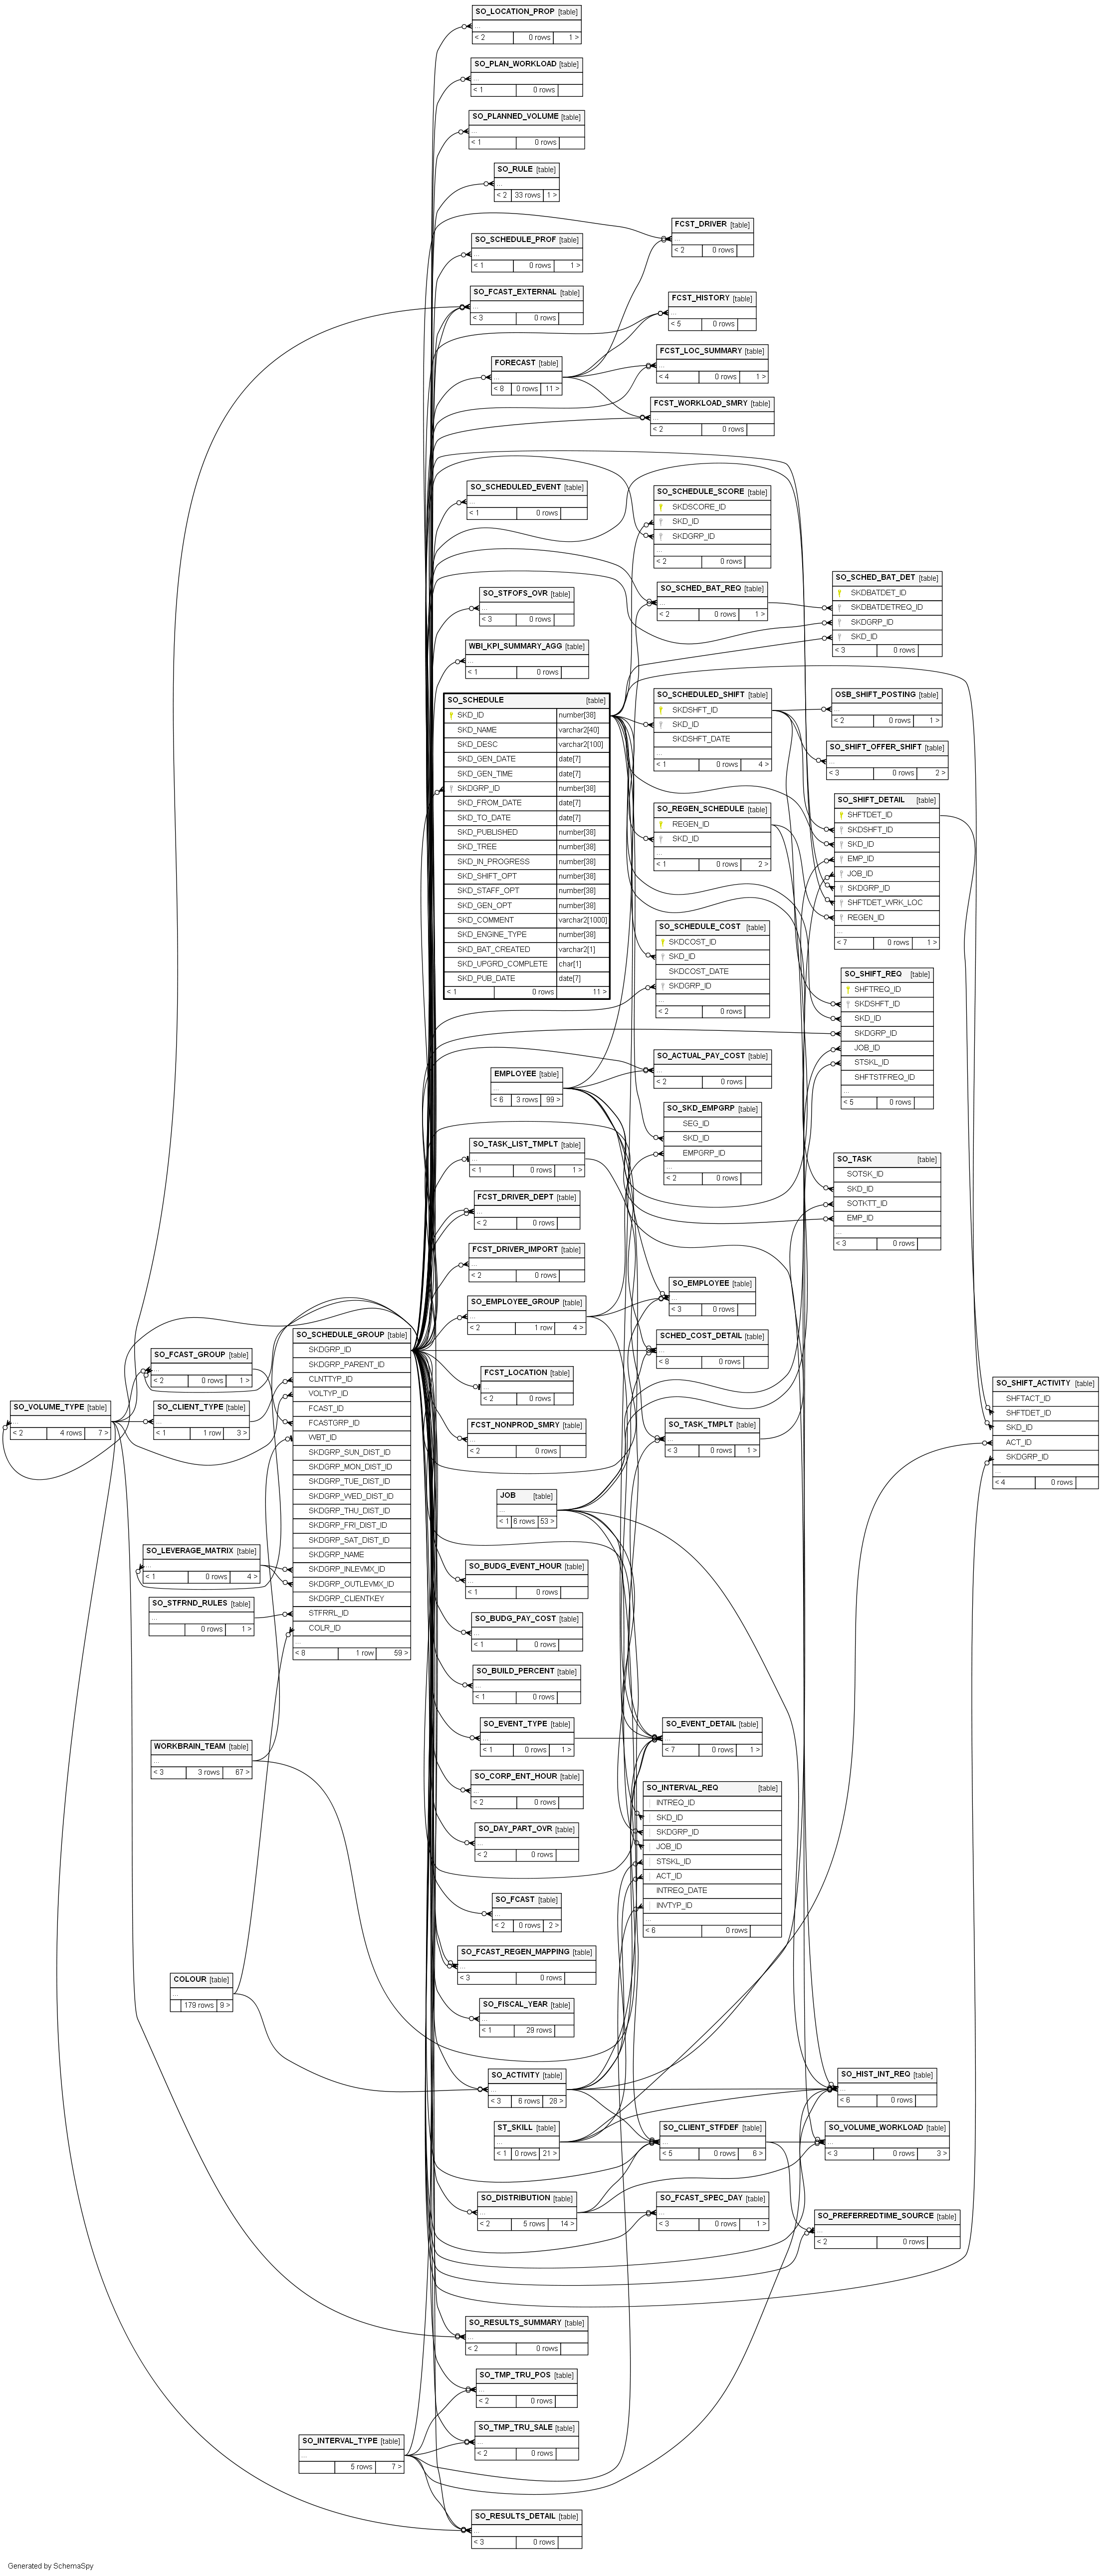 SO_LOCATION_PROP [table]
...
< 2 0 rows 1 >
SO_PLAN_WORKLOAD [table]
...
< 1 0 rows
SO_PLANNED_VOLUME [table]
...
< 1 0 rows
SO_RULE [table]
...
< 2 33 rows 1 >
FCST_DRIVER [table]
...
< 2 0 rows
SO_SCHEDULE_PROF [table]
...
< 1 0 rows 1 >
SO_FCAST_EXTERNAL [table]
...
< 3 0 rows
FCST_HISTORY [table]
...
< 5 0 rows
FORECAST [table]
...
< 8 0 rows 11 >
FCST_LOC_SUMMARY [table]
...
< 4 0 rows 1 >
FCST_WORKLOAD_SMRY [table]
...
< 2 0 rows
SO_SCHEDULED_EVENT [table]
...
< 1 0 rows
SO_SCHEDULE_SCORE [table]
SKDSCORE_ID
SKD_ID
SKDGRP_ID
...
< 2 0 rows
SO_STFOFS_OVR [table]
...
< 3 0 rows
SO_SCHED_BAT_REQ [table]
...
< 2 0 rows 1 >
SO_SCHED_BAT_DET [table]
SKDBATDET_ID
SKDBATDETREQ_ID
SKDGRP_ID
SKD_ID
< 3 0 rows
WBI_KPI_SUMMARY_AGG [table]
...
< 1 0 rows
SO_SCHEDULE [table]
SKD_ID number[38]
SKD_NAME varchar2[40]
SKD_DESC varchar2[100]
SKD_GEN_DATE date[7]
SKD_GEN_TIME date[7]
SKDGRP_ID number[38]
SKD_FROM_DATE date[7]
SKD_TO_DATE date[7]
SKD_PUBLISHED number[38]
SKD_TREE number[38]
SKD_IN_PROGRESS number[38]
SKD_SHIFT_OPT number[38]
SKD_STAFF_OPT number[38]
SKD_GEN_OPT number[38]
SKD_COMMENT varchar2[1000]
SKD_ENGINE_TYPE number[38]
SKD_BAT_CREATED varchar2[1]
SKD_UPGRD_COMPLETE char[1]
SKD_PUB_DATE date[7]
< 1 0 rows 11 >
SO_SCHEDULED_SHIFT [table]
SKDSHFT_ID
SKD_ID
SKDSHFT_DATE
...
< 1 0 rows 4 >
OSB_SHIFT_POSTING [table]
...
< 2 0 rows 1 >
SO_SHIFT_OFFER_SHIFT [table]
...
< 3 0 rows 2 >
SO_REGEN_SCHEDULE [table]
REGEN_ID
SKD_ID
...
< 1 0 rows 2 >
SO_SHIFT_DETAIL [table]
SHFTDET_ID
SKDSHFT_ID
SKD_ID
EMP_ID
JOB_ID
SKDGRP_ID
SHFTDET_WRK_LOC
REGEN_ID
...
< 7 0 rows 1 >
SO_SCHEDULE_COST [table]
SKDCOST_ID
SKD_ID
SKDCOST_DATE
SKDGRP_ID
...
< 2 0 rows
SO_SHIFT_REQ [table]
SHFTREQ_ID
SKDSHFT_ID
SKD_ID
SKDGRP_ID
JOB_ID
STSKL_ID
SHFTSTFREQ_ID
...
< 5 0 rows
SO_ACTUAL_PAY_COST [table]
...
< 2 0 rows
EMPLOYEE [table]
...
< 6 3 rows 99 >
SO_SKD_EMPGRP [table]
SEG_ID
SKD_ID
EMPGRP_ID
...
< 2 0 rows
SO_TASK_LIST_TMPLT [table]
...
< 1 0 rows 1 >
SO_TASK [table]
SOTSK_ID
SKD_ID
SOTKTT_ID
EMP_ID
...
< 3 0 rows
FCST_DRIVER_DEPT [table]
...
< 2 0 rows
FCST_DRIVER_IMPORT [table]
...
< 2 0 rows
SO_EMPLOYEE [table]
...
< 3 0 rows
SO_EMPLOYEE_GROUP [table]
...
< 2 1 row 4 >
SCHED_COST_DETAIL [table]
...
< 8 0 rows
SO_SCHEDULE_GROUP [table]
SKDGRP_ID
SKDGRP_PARENT_ID
CLNTTYP_ID
VOLTYP_ID
FCAST_ID
FCASTGRP_ID
WBT_ID
SKDGRP_SUN_DIST_ID
SKDGRP_MON_DIST_ID
SKDGRP_TUE_DIST_ID
SKDGRP_WED_DIST_ID
SKDGRP_THU_DIST_ID
SKDGRP_FRI_DIST_ID
SKDGRP_SAT_DIST_ID
SKDGRP_NAME
SKDGRP_INLEVMX_ID
SKDGRP_OUTLEVMX_ID
SKDGRP_CLIENTKEY
STFRRL_ID
COLR_ID
...
< 8 1 row 59 >
SO_FCAST_GROUP [table]
...
< 2 0 rows 1 >
SO_VOLUME_TYPE [table]
...
< 2 4 rows 7 >
SO_CLIENT_TYPE [table]
...
< 1 1 row 3 >
FCST_LOCATION [table]
...
< 2 0 rows
SO_SHIFT_ACTIVITY [table]
SHFTACT_ID
SHFTDET_ID
SKD_ID
ACT_ID
SKDGRP_ID
...
< 4 0 rows
FCST_NONPROD_SMRY [table]
...
< 2 0 rows
SO_TASK_TMPLT [table]
...
< 3 0 rows 1 >
JOB [table]
...
< 1 6 rows 53 >
SO_LEVERAGE_MATRIX [table]
...
< 1 0 rows 4 >
SO_STFRND_RULES [table]
...
0 rows 1 >
SO_BUDG_EVENT_HOUR [table]
...
< 1 0 rows
SO_BUDG_PAY_COST [table]
...
< 1 0 rows
SO_BUILD_PERCENT [table]
...
< 1 0 rows
SO_EVENT_TYPE [table]
...
< 1 0 rows 1 >
SO_EVENT_DETAIL [table]
...
< 7 0 rows 1 >
WORKBRAIN_TEAM [table]
...
< 3 3 rows 67 >
SO_CORP_ENT_HOUR [table]
...
< 2 0 rows
SO_INTERVAL_REQ [table]
INTREQ_ID
SKD_ID
SKDGRP_ID
JOB_ID
STSKL_ID
ACT_ID
INTREQ_DATE
INVTYP_ID
...
< 6 0 rows
SO_DAY_PART_OVR [table]
...
< 2 0 rows
SO_FCAST [table]
...
< 2 0 rows 2 >
SO_FCAST_REGEN_MAPPING [table]
...
< 3 0 rows
COLOUR [table]
...
179 rows 9 >
SO_FISCAL_YEAR [table]
...
< 1 29 rows
SO_ACTIVITY [table]
...
< 3 6 rows 28 >
SO_HIST_INT_REQ [table]
...
< 6 0 rows
ST_SKILL [table]
...
< 1 0 rows 21 >
SO_CLIENT_STFDEF [table]
...
< 5 0 rows 6 >
SO_VOLUME_WORKLOAD [table]
...
< 3 0 rows 3 >
SO_DISTRIBUTION [table]
...
< 2 5 rows 14 >
SO_FCAST_SPEC_DAY [table]
...
< 3 0 rows 1 >
SO_PREFERREDTIME_SOURCE [table]
...
< 2 0 rows
SO_RESULTS_SUMMARY [table]
...
< 2 0 rows
SO_TMP_TRU_POS [table]
...
< 2 0 rows
SO_TMP_TRU_SALE [table]
...
< 2 0 rows
SO_INTERVAL_TYPE [table]
...
5 rows 7 >
SO_RESULTS_DETAIL [table]
...
< 3 0 rows
Generated by SchemaSpy